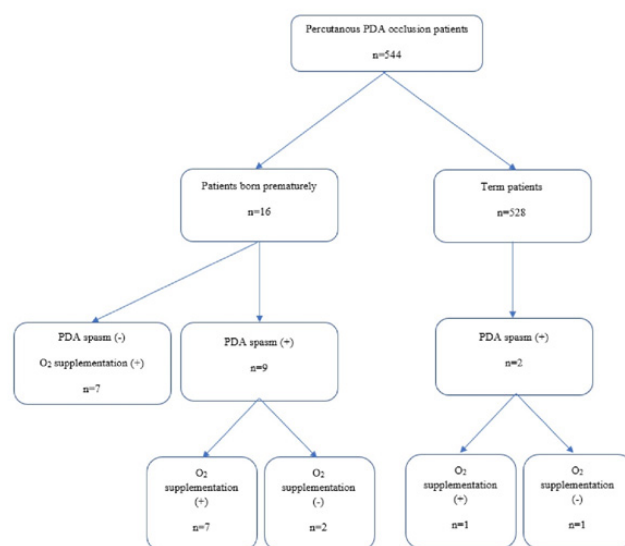 Percutanous PDA occlusion patients
n=544
Patients born prematurely
n=16
Term patients
n=528
PDA spasm (-)
O₂ supplementation (+)
n=7
PDA spasm (+)
n=9
PDA spasm (+)
n=2
O₂
supplementation
(+)
n=7
O₂
supplementation
(-)
n=2
O₂
supplementation
(+)
n=1
O₂
supplementation
(-)
n=1